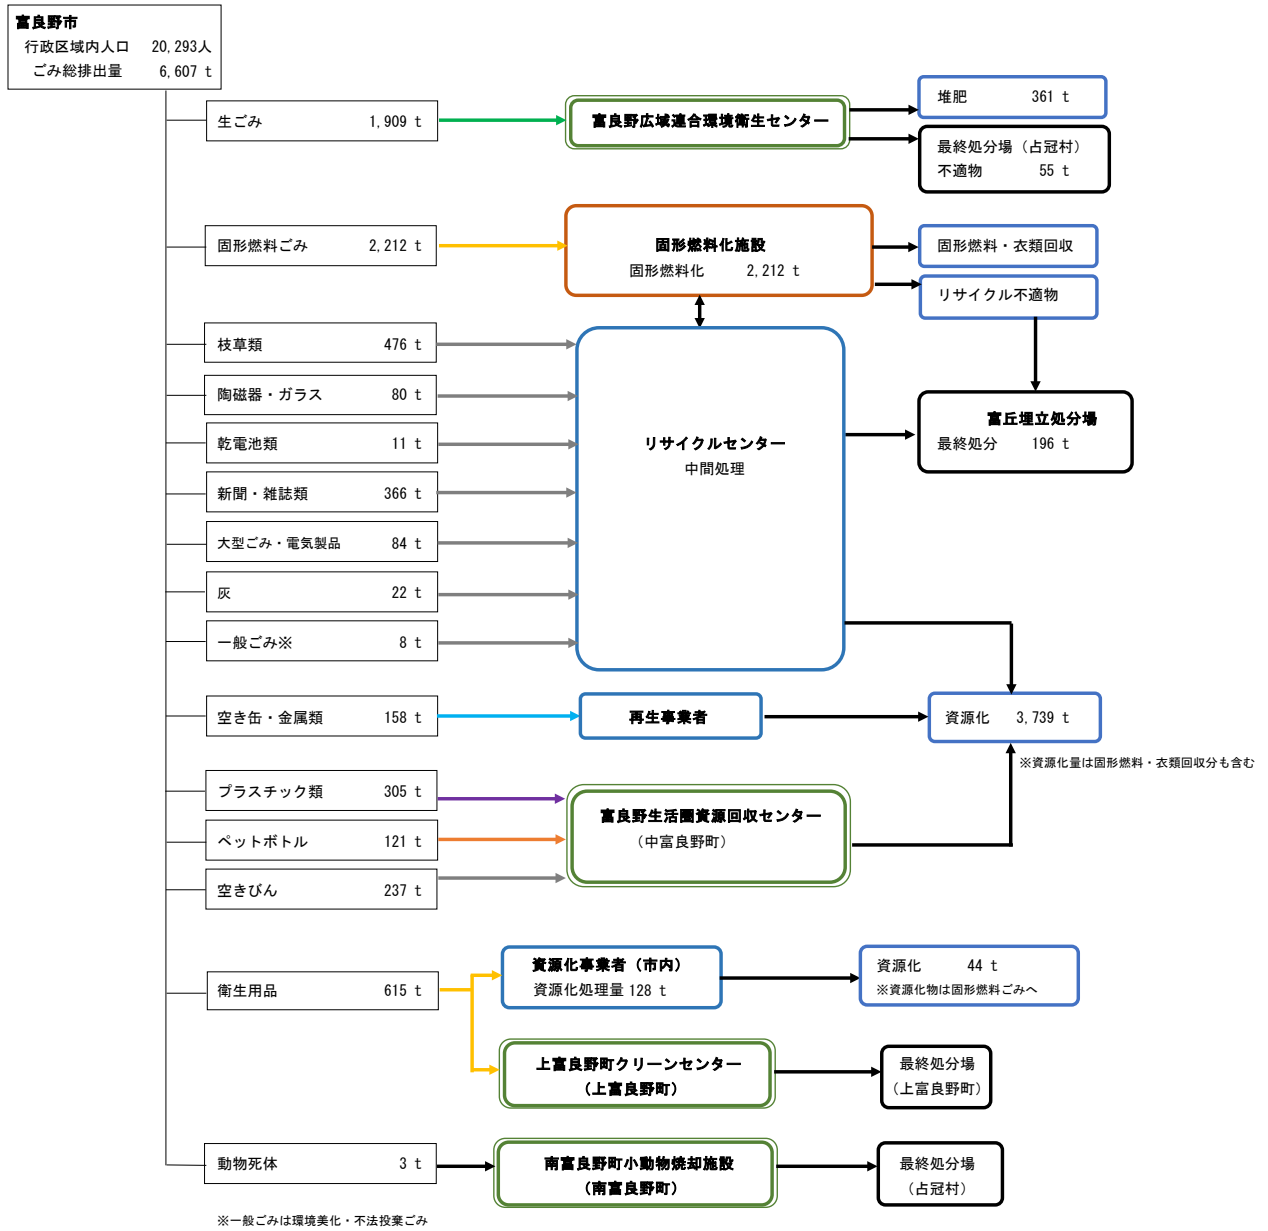 富良野市
行政区域内人口 20,293人
ごみ総排出量 6,607 t
生ごみ 1,909 t
富良野広域連合環境衛生センター
堆肥 361 t
最終処分場（占冠村）
不適物 55 t
固形燃料ごみ 2,212 t
固形燃料化施設
固形燃料化 2,212 t
固形燃料・衣類回収
リサイクル不適物
枝草類 476 t
陶磁器・ガラス 80 t
乾電池類 11 t
新聞・雑誌類 366 t
大型ごみ・電気製品 84 t
灰 22 t
一般ごみ※ 8 t
リサイクルセンター
中間処理
富丘埋立処分場
最終処分 196 t
空き缶・金属類 158 t
再生事業者
資源化 3,739 t
※資源化量は固形燃料・衣類回収分も含む
プラスチック類 305 t
ペットボトル 121 t
空きびん 237 t
富良野生活圏資源回収センター
（中富良野町）
衛生用品 615 t
資源化事業者（市内）
資源化処理量 128 t
資源化 44 t
※資源化物は固形燃料ごみへ
上富良野町クリーンセンター
（上富良野町）
最終処分場
（上富良野町）
動物死体 3 t
南富良野町小動物焼却施設
（南富良野町）
最終処分場
（占冠村）
※一般ごみは環境美化・不法投棄ごみ